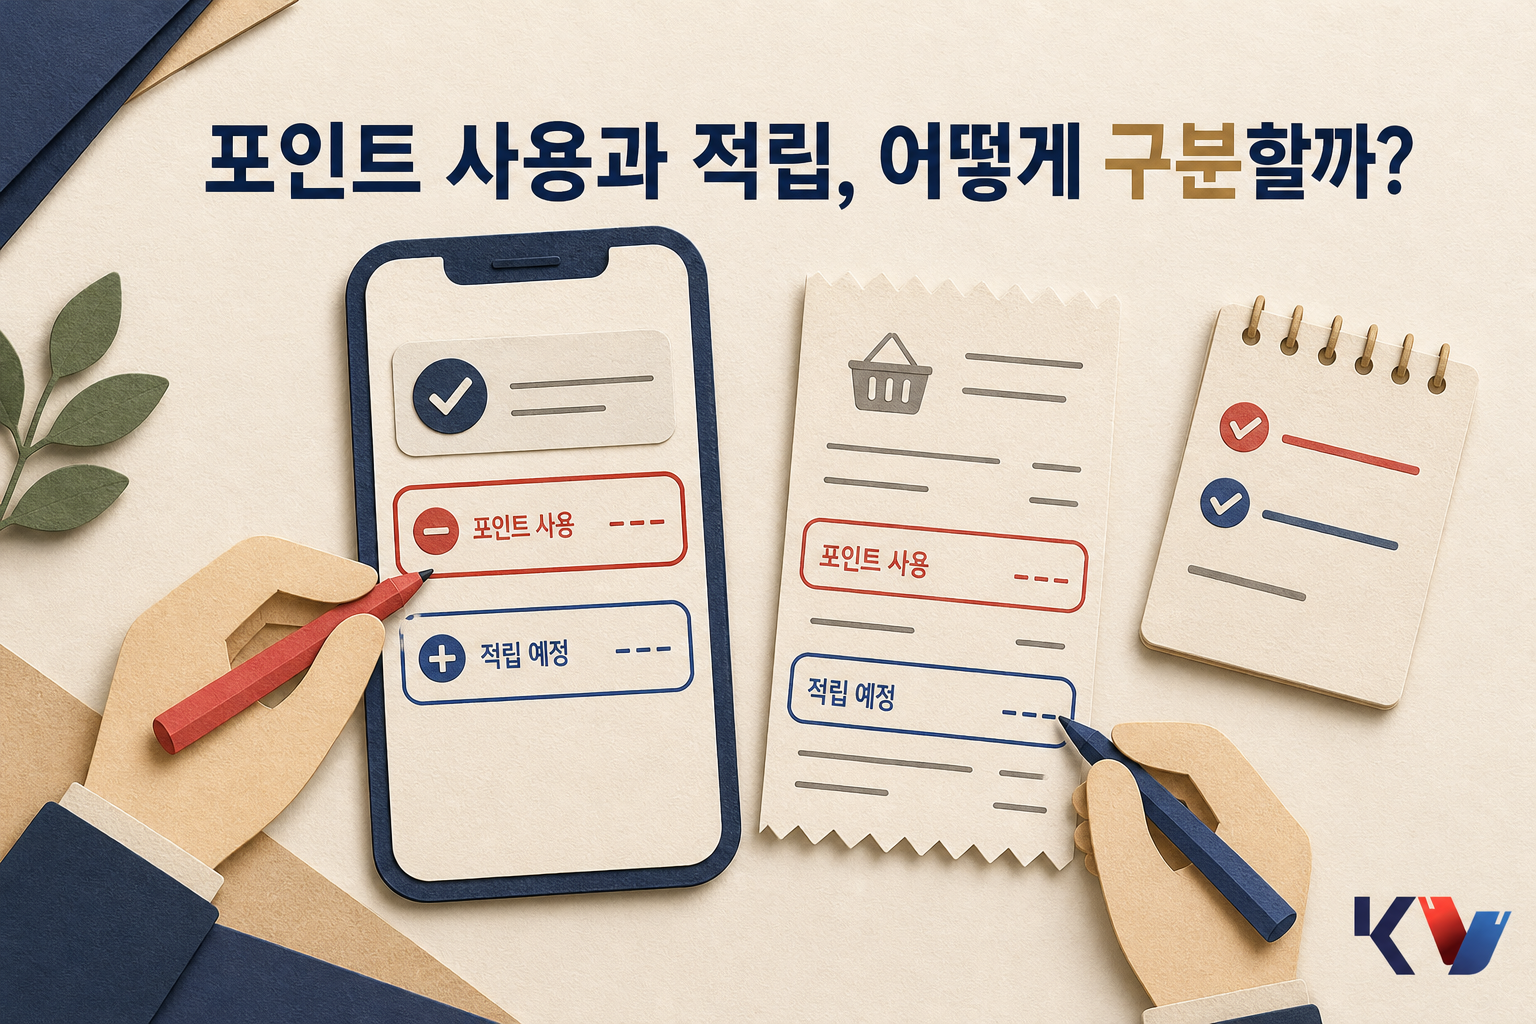 포인트 사용과 적립, 어떻게 구분할까?
포인트 사용 ---
적립 예정 ---
포인트 사용 ---
적립 예정 ---
KV